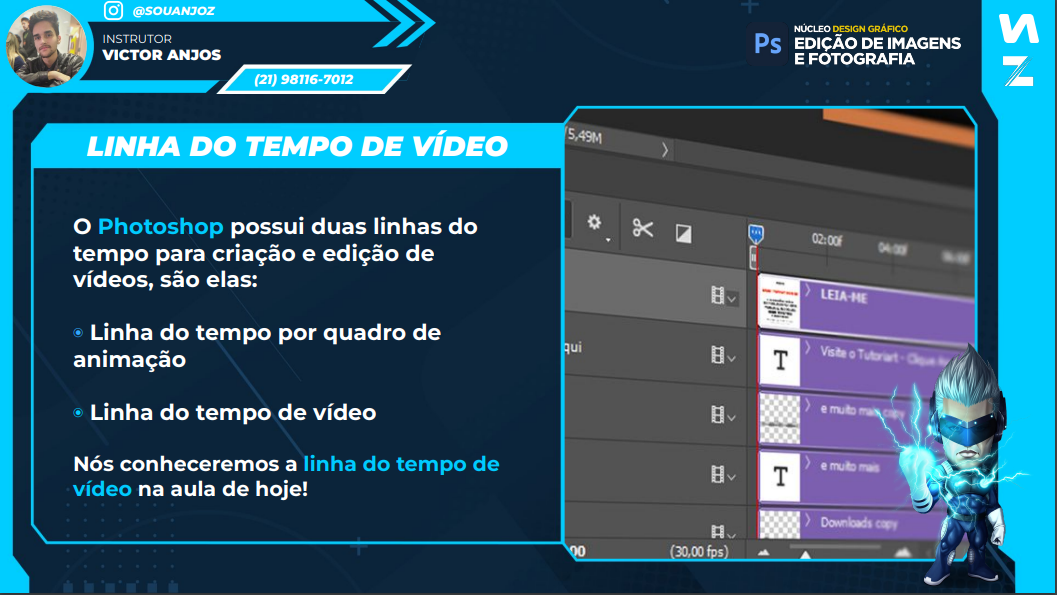 @SOUANJOZ
INSTRUTOR
VICTOR ANJOS
(21) 98116-7012
Ps
NÚCLEO DESIGN GRÁFICO
EDIÇÃO DE IMAGENS
E FOTOGRAFIA
LINHA DO TEMPO DE VÍDEO
O Photoshop possui duas linhas do
tempo para criação e edição de
vídeos, são elas:
Linha do tempo por quadro de
animação
Linha do tempo de vídeo
Nós conheceremos a linha do tempo de
vídeo na aula de hoje!
/5,49M
02:00f 04:00f
LEIA-ME
qui
T Visite o Tutoriart - Clique
e muito mais copy
T e muito mais
Downloads copy
00 (30,00 fps)